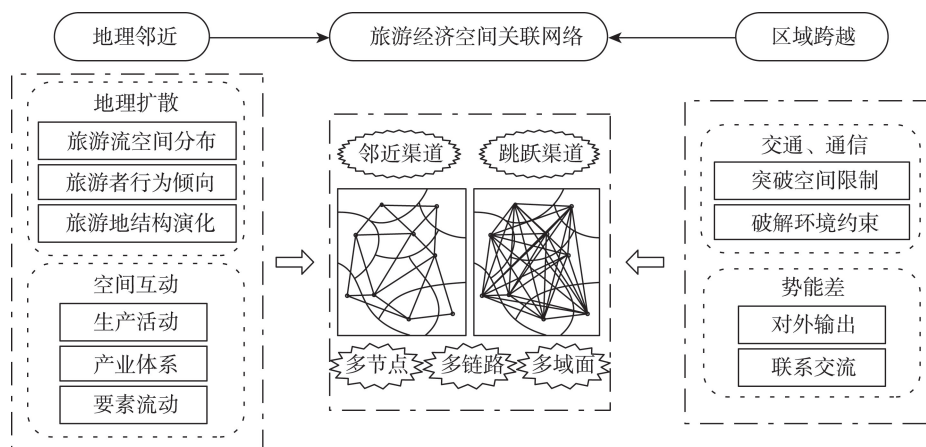 地理邻近
旅游经济空间关联网络
区域跨越
地理扩散
旅游流空间分布
旅游者行为倾向
旅游地结构演化
空间互动
生产活动
产业体系
要素流动
邻近渠道
跳跃渠道
多节点
多链路
多域面
交通、通信
突破空间限制
破解环境约束
势能差
对外输出
联系交流